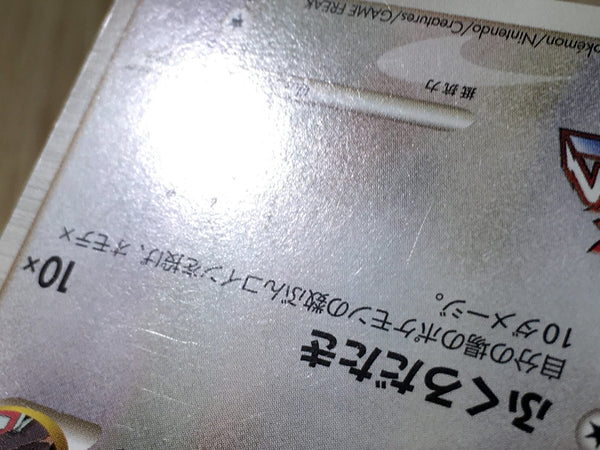 ふくろだたき 10×
自分の場のポケモンの数ぶんコインを投げ、オモテ×
10ダメージ。
抵抗力
Pokémon/Nintendo/Creatures/GAME FREAK